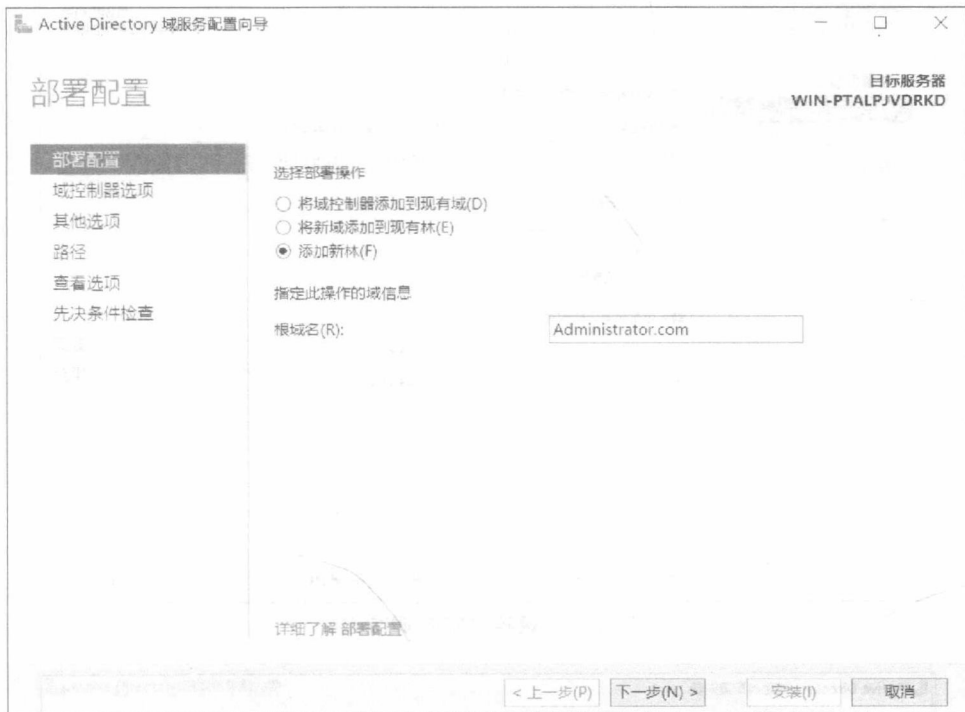 Active Directory 域服务配置向导
部署配置
目标服务器
WIN-PTALPJVDRKD
部署配置
域控制器选项
其他选项
路径
查看选项
先决条件检查
选择部署操作
将域控制器添加到现有域(D)
将新域添加到现有林(E)
添加新林(F)
指定此操作的域信息
根域名(R):
Administrator.com
详细了解 部署配置
< 上一步(P)
下一步(N) >
安装(I)
取消